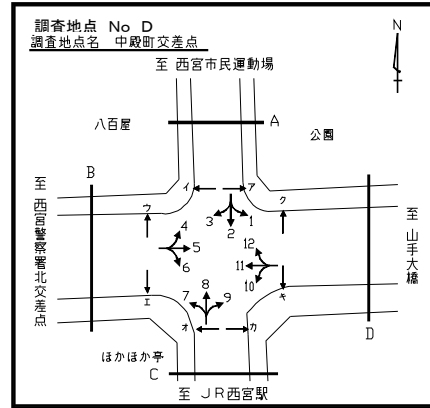 調査地点 No D
調査地点名 中殿町交差点
N
至 西宮市民運動場
A
八百屋
公園
B
至 西宮警察署北交差点
至 山手大橋
イ
ア
ウ
ク
3
2
1
4
5
6
12
11
10
7
8
9
エ
キ
オ
カ
D
ほかほか亭
C
至 JR西宮駅